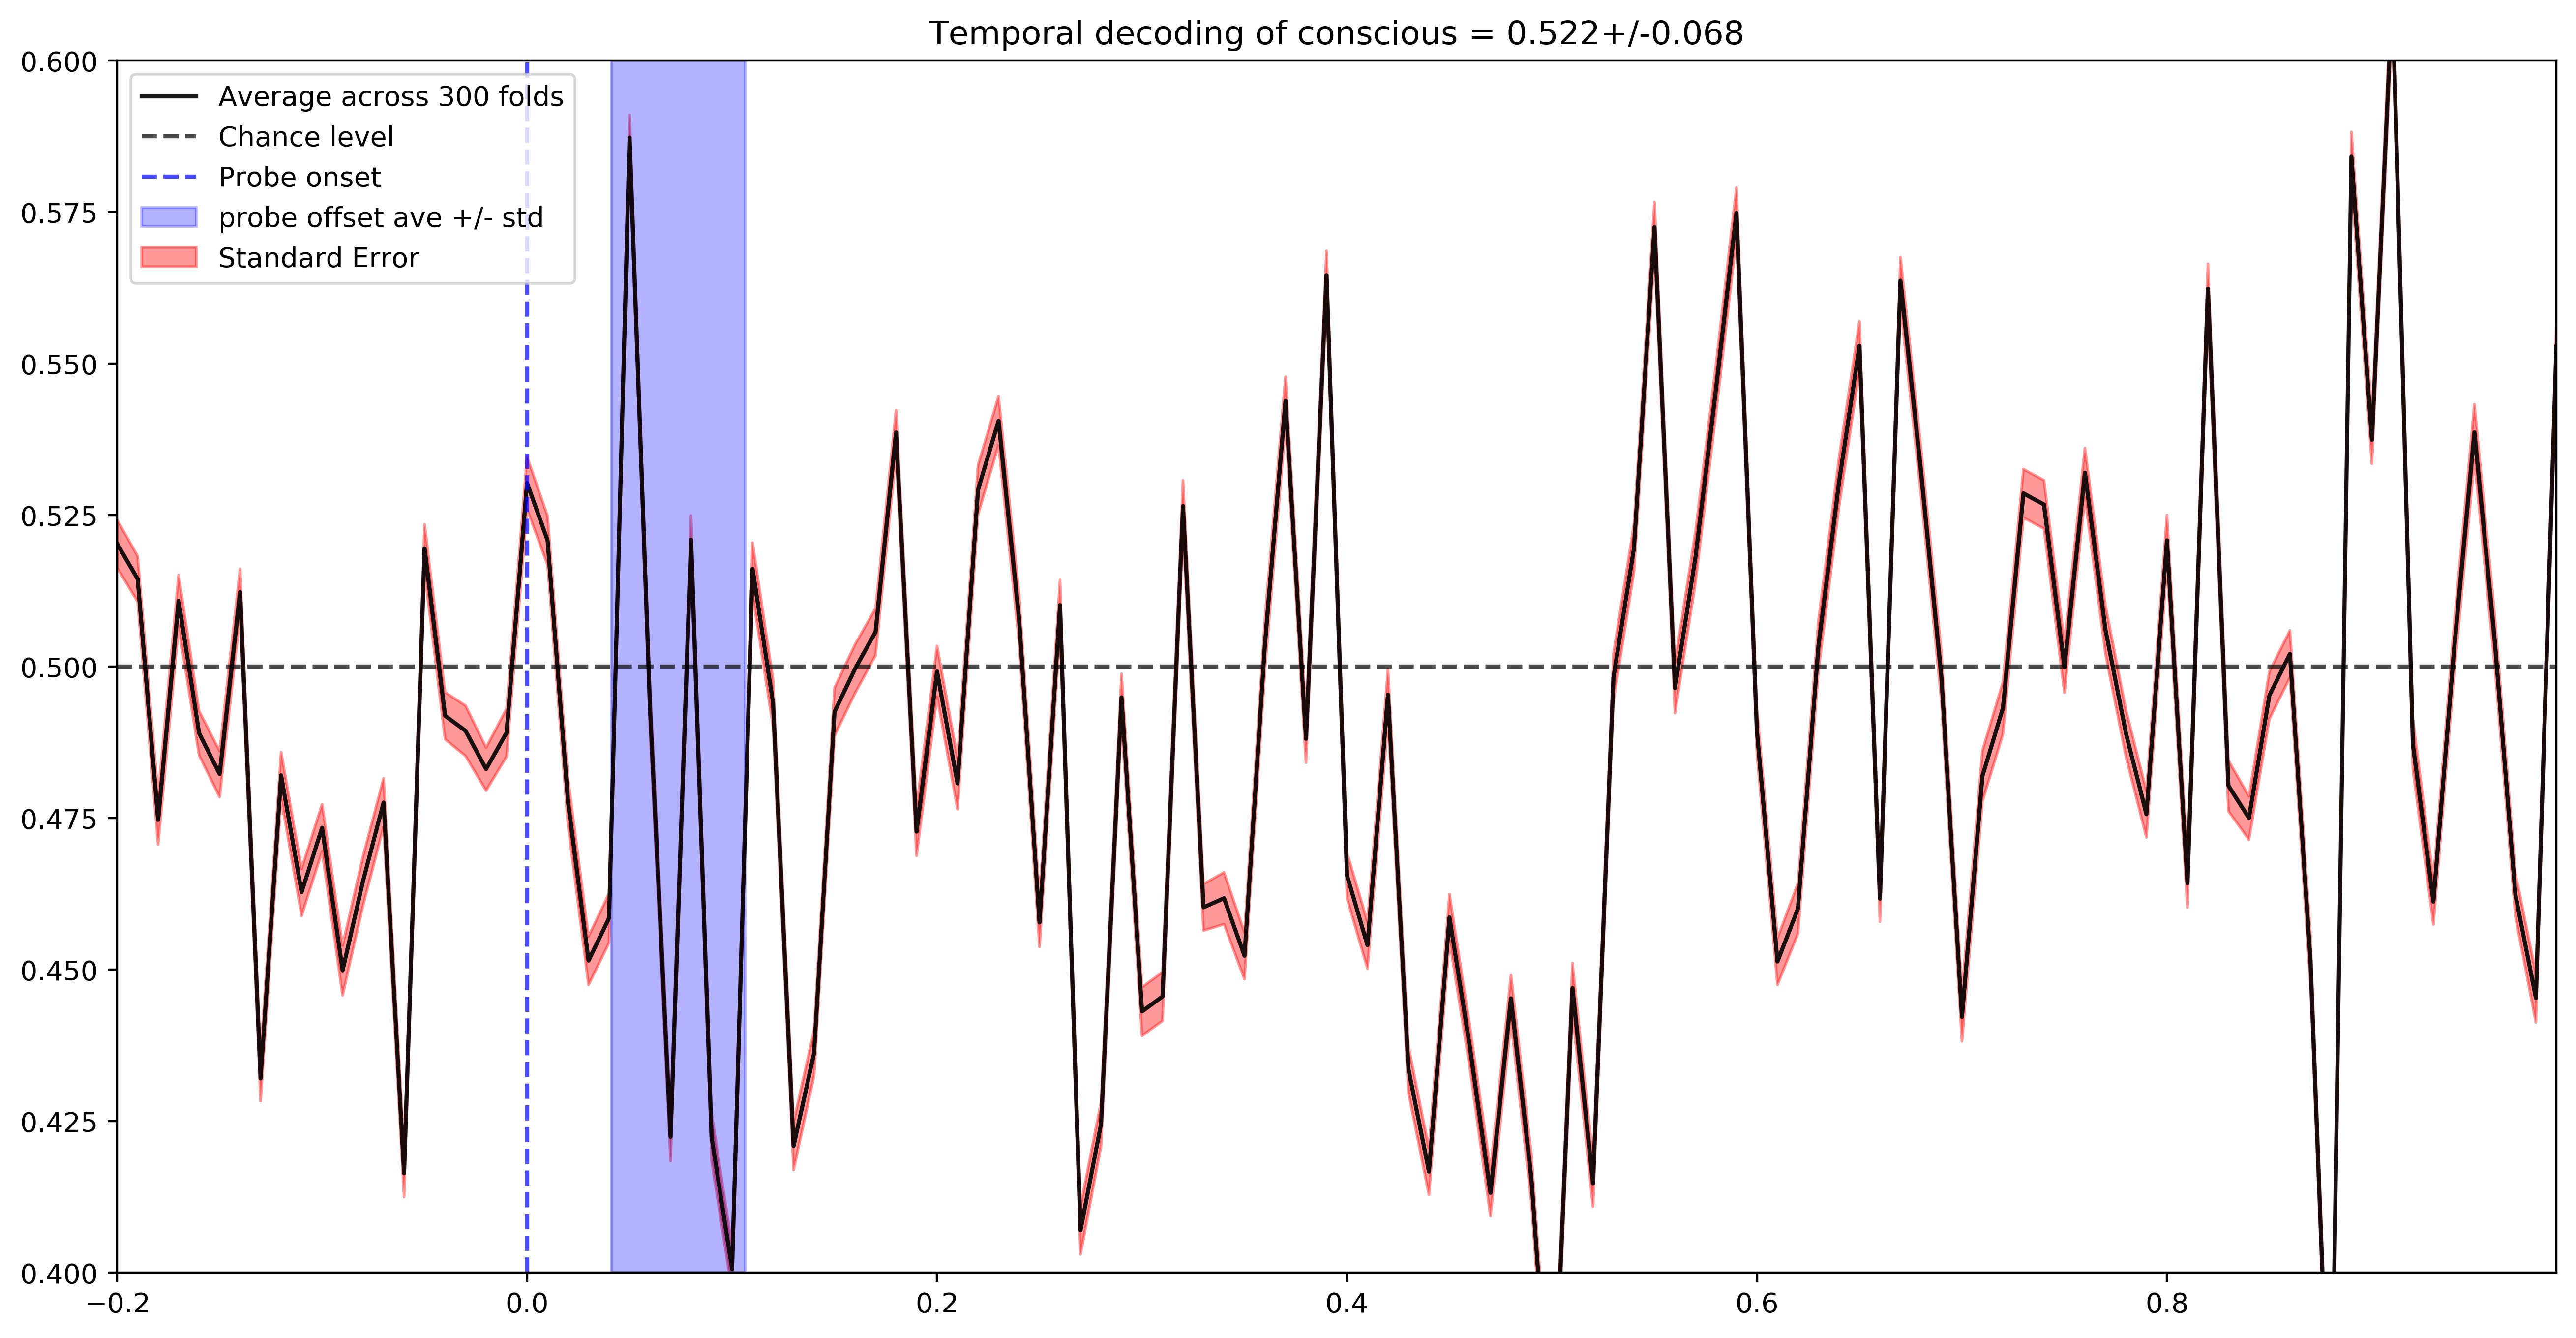 Temporal decoding of conscious = 0.522+/-0.068
0.600
0.575
0.550
0.525
0.500
0.475
0.450
0.425
0.400
Average across 300 folds
Chance level
Probe onset
probe offset ave +/- std
Standard Error
−0.2
0.0
0.2
0.4
0.6
0.8